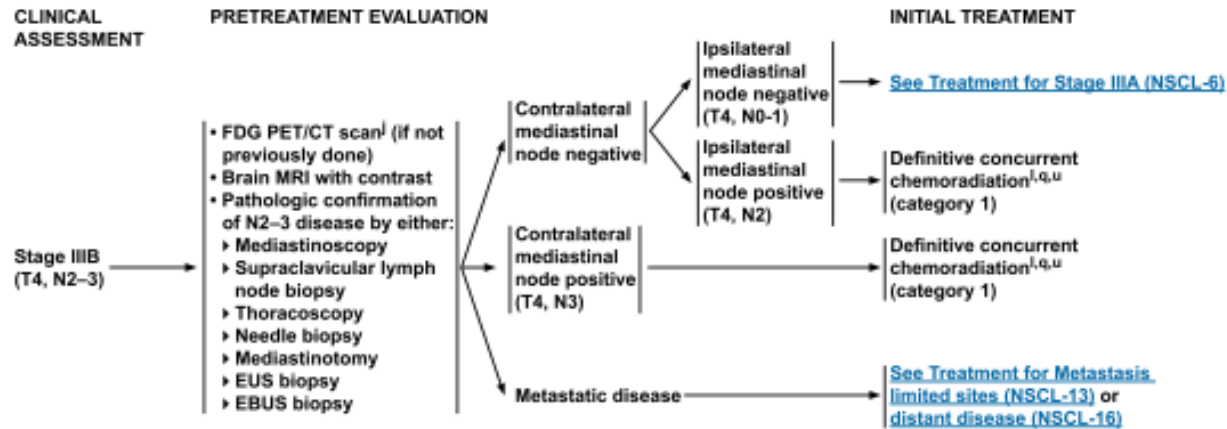 CLINICAL
ASSESSMENT
PRETREATMENT EVALUATION
INITIAL TREATMENT
Stage IIIB
(T4, N2–3)
• FDG PET/CT scanʲ (if not
previously done)
• Brain MRI with contrast
• Pathologic confirmation
of N2–3 disease by either:
▸ Mediastinoscopy
▸ Supraclavicular lymph
node biopsy
▸ Thoracoscopy
▸ Needle biopsy
▸ Mediastinotomy
▸ EUS biopsy
▸ EBUS biopsy
Contralateral
mediastinal
node negative
Ipsilateral
mediastinal
node negative
(T4, N0-1)
See Treatment for Stage IIIA (NSCL-6)
Ipsilateral
mediastinal
node positive
(T4, N2)
Definitive concurrent
chemoradiationˡ,q,ᵘ
(category 1)
Contralateral
mediastinal
node positive
(T4, N3)
Definitive concurrent
chemoradiationˡ,q,ᵘ
(category 1)
Metastatic disease
See Treatment for Metastasis
limited sites (NSCL-13) or
distant disease (NSCL-16)